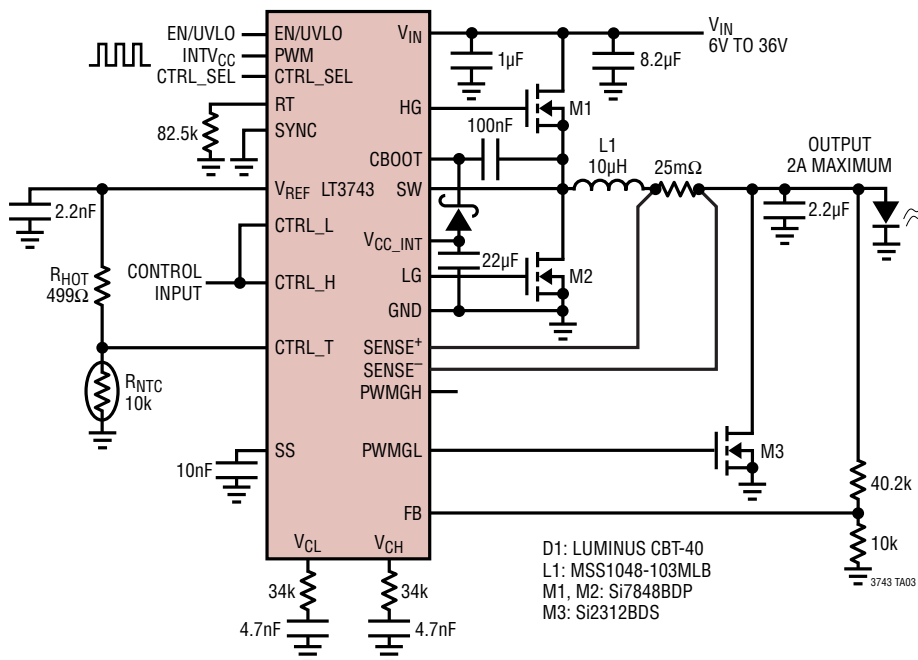 EN/UVLO
INTVCC
CTRL_SEL
EN/UVLO
PWM
CTRL_SEL
RT
82.5k
SYNC
VREF
LT3743
2.2nF
CTRL_L
RHOT
499Ω
CONTROL
INPUT
CTRL_H
CTRL_T
RNTC
10k
SS
10nF
VCL
VCH
34k
34k
4.7nF
4.7nF
VIN
HG
CBOOT
SW
VCC_INT
LG
GND
SENSE+
SENSE–
PWMGH
PWMGL
FB
1µF
8.2µF
VIN
6V TO 36V
M1
100nF
L1
10µH
25mΩ
OUTPUT
2A MAXIMUM
2.2µF
22µF
M2
M3
40.2k
10k
D1: LUMINUS CBT-40
L1: MSS1048-103MLB
M1, M2: Si7848BDP
M3: Si2312BDS
3743 TA03